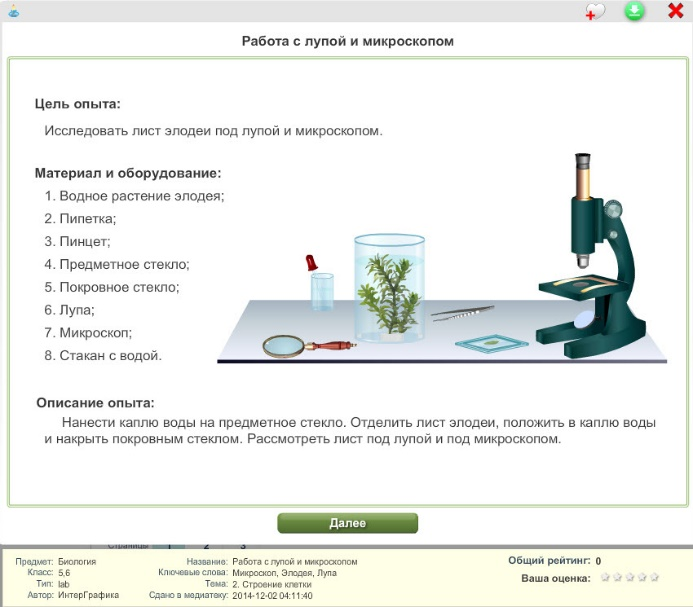 Работа с лупой и микроскопом
Цель опыта:
Исследовать лист элодеи под лупой и микроскопом.
Материал и оборудование:
1. Водное растение элодея;
2. Пипетка;
3. Пинцет;
4. Предметное стекло;
5. Покровное стекло;
6. Лупа;
7. Микроскоп;
8. Стакан с водой.
Описание опыта:
Нанести каплю воды на предметное стекло. Отделить лист элодеи, положить в каплю воды
и накрыть покровным стеклом. Рассмотреть лист под лупой и под микроскопом.
Далее
Страницы 1 2 3
Предмет: Биология
Класс: 5,6
Тип: lab
Автор: ИнтерГрафика
Название: Работа с лупой и микроскопом
Ключевые слова: Микроскоп, Элодея, Лупа
Тема: 2. Строение клетки
Сдано в медиатеку: 2014-12-02 04:11:40
Общий рейтинг: 0
Ваша оценка: